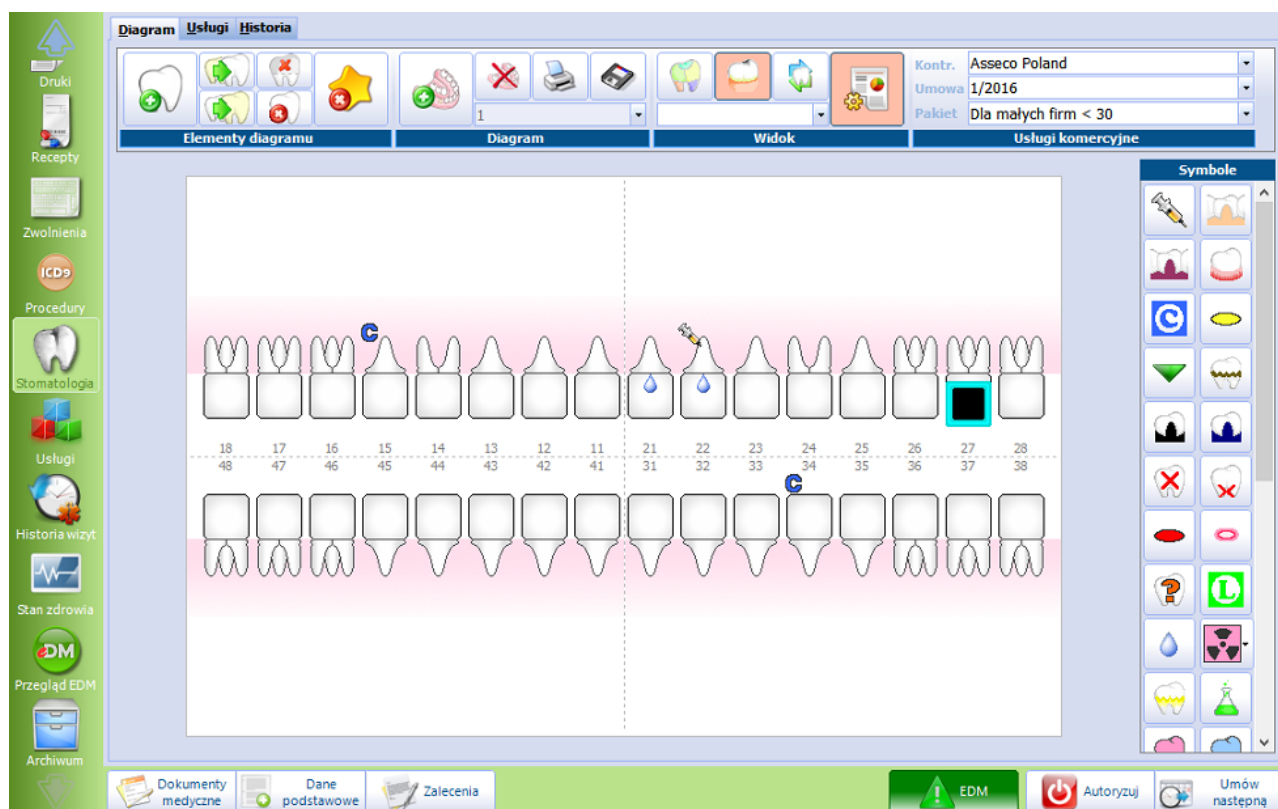 Diagram Usługi Historia
Druki
Recepty
Zwolnienia
ICD9
Procedury
Stomatologia
Usługi
Historia wizyt
Stan zdrowia
eDM
Przegląd EDM
Archiwum
1
Kontr. Asseco Poland
Umowa 1/2016
Pakiet Dla małych firm < 30
Elementy diagramu Diagram Widok Usługi komercyjne
Symbole
C
18 17 16 15 14 13 12 11 21 22 23 24 25 26 27 28
48 47 46 45 44 43 42 41 31 32 33 34 35 36 37 38
C
C
?
L
Dokumenty medyczne
Dane podstawowe
Zalecenia
EDM
Autoryzuj
Umów następną